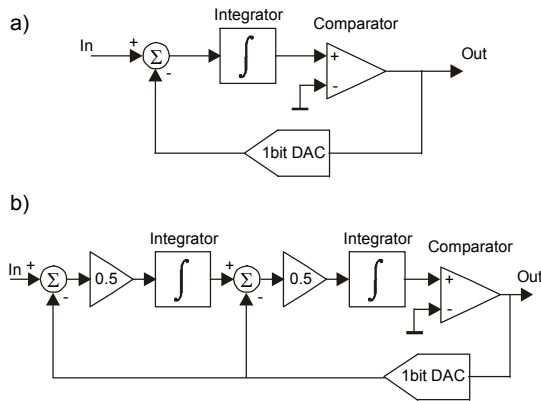 a)
Integrator
Comparator
In
+
Σ
-
∫
+
-
Out
1bit DAC
b)
Integrator
Integrator
Comparator
In
+
Σ
-
0.5
∫
+
Σ
-
0.5
∫
+
-
Out
1bit DAC